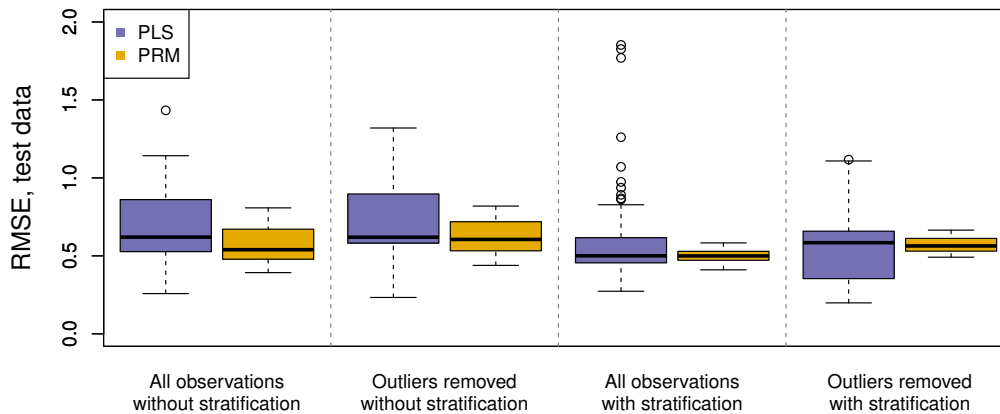 RMSE, test data
2.0
1.5
1.0
0.5
0.0
PLS
PRM
All observations
without stratification
Outliers removed
without stratification
All observations
with stratification
Outliers removed
with stratification